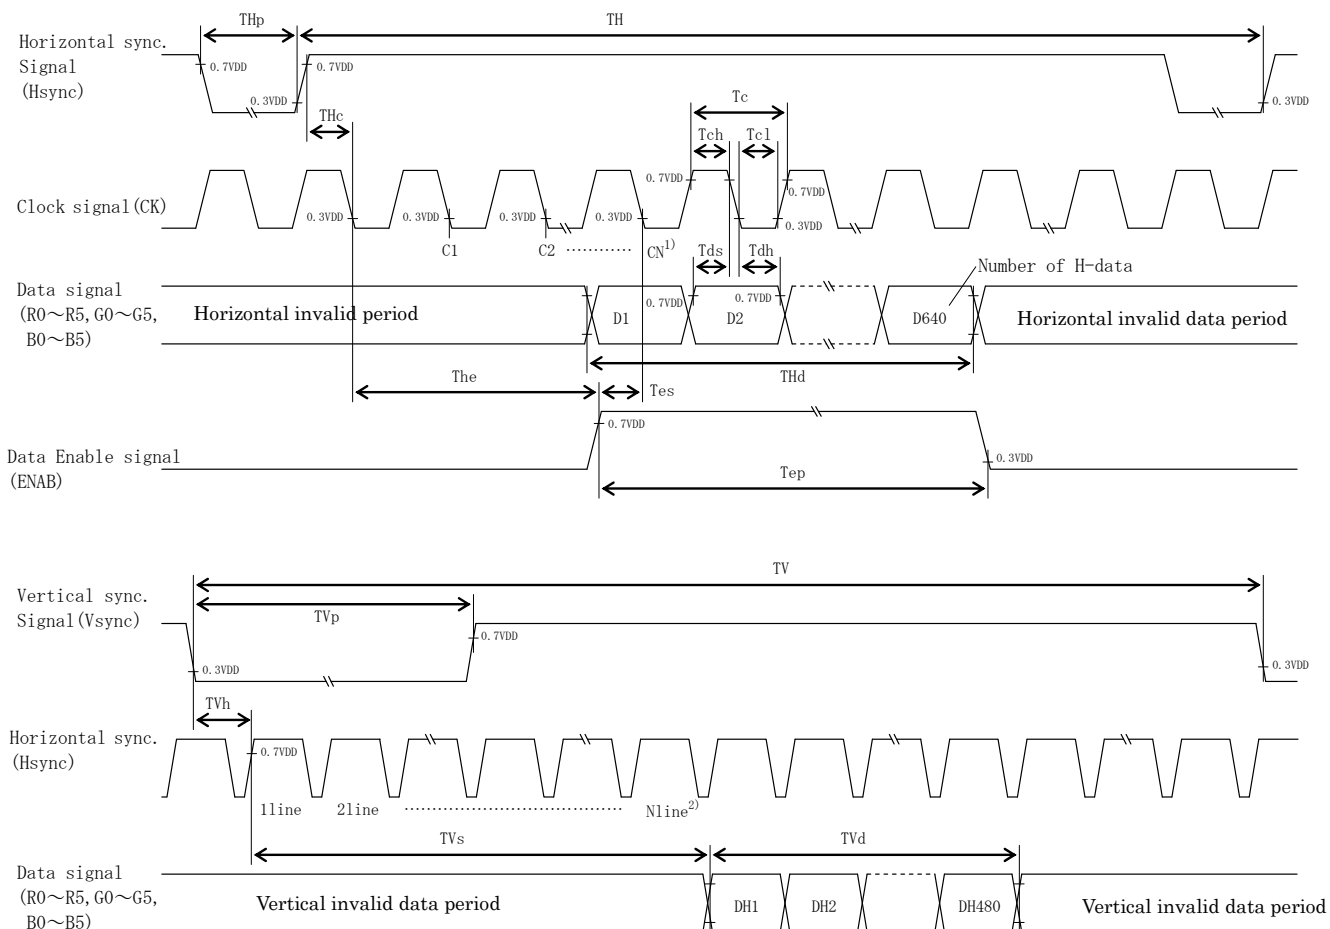 THp
TH
Horizontal sync.
Signal
(Hsync)
0.7VDD
0.7VDD
0.3VDD
0.3VDD
THc
Tc
Tch
Tcl
Clock signal(CK)
0.3VDD
0.3VDD
0.3VDD
0.3VDD
0.7VDD
0.7VDD
0.3VDD
C1
C2
CN1)
Tds
Tdh
Number of H-data
Data signal
(R0～R5,G0～G5,
B0～B5)
Horizontal invalid period
D1
0.7VDD
D2
0.7VDD
D640
Horizontal invalid data period
THd
The
Tes
0.7VDD
Data Enable signal
(ENAB)
0.3VDD
Tep
TV
Vertical sync.
Signal(Vsync)
TVp
0.7VDD
0.3VDD
0.3VDD
TVh
Horizontal sync.
(Hsync)
0.7VDD
1line
2line
Nline2)
TVs
TVd
Data signal
(R0～R5,G0～G5,
B0～B5)
Vertical invalid data period
DH1
DH2
DH480
Vertical invalid data period